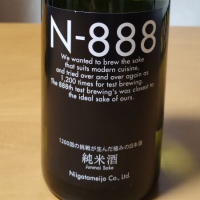 N-888
We wanted to brew the sake
that suits modern cuisine,
and tried over and over again as
1,200 times for test brewing.
The 888th test brewing's was closest to
the ideal sake of ours.
1200回の挑戦が生んだ極みの日本酒
純米酒
Junmai Sake
Niigatameijo Co., Ltd.